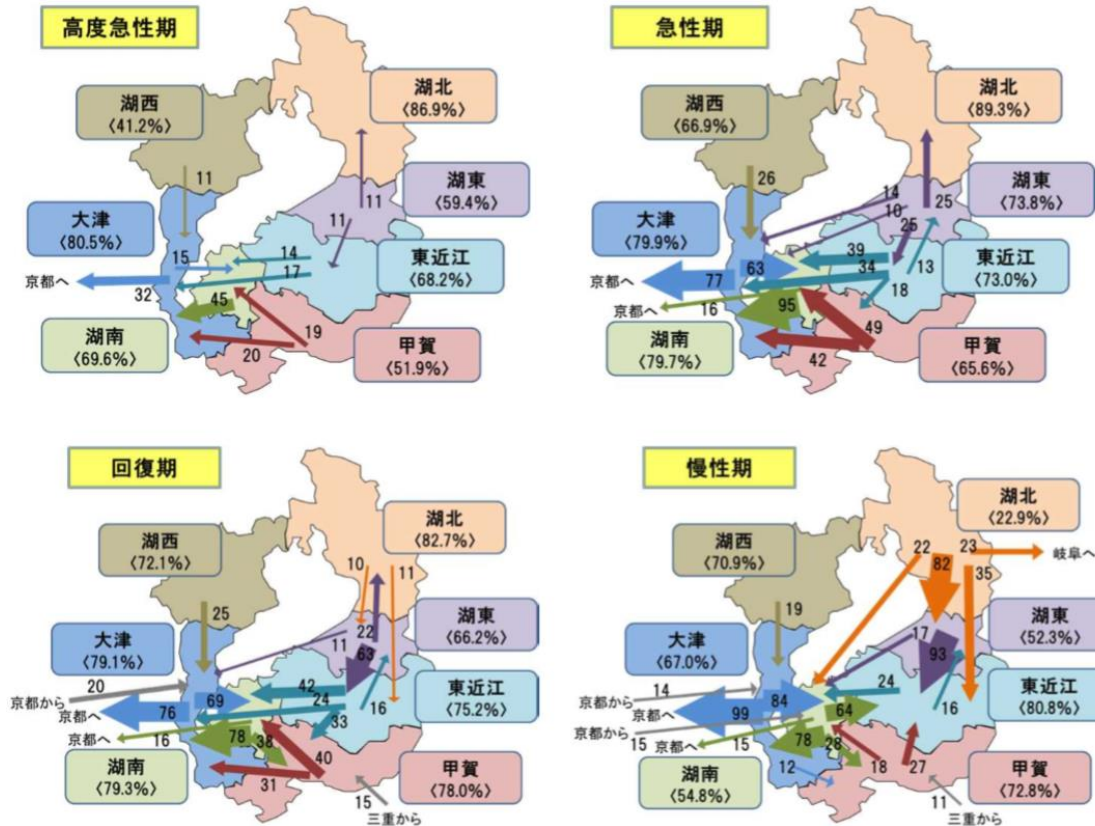 高度急性期
湖北
〈86.9%〉
湖西
〈41.2%〉
11
11
湖東
〈59.4%〉
大津
〈80.5%〉
11
東近江
〈68.2%〉
14
15
17
京都へ
32
45
湖南
〈69.6%〉
19
20
甲賀
〈51.9%〉
急性期
湖北
〈89.3%〉
湖西
〈66.9%〉
26
14
10
25
湖東
〈73.8%〉
大津
〈79.9%〉
25
39
東近江
〈73.0%〉
63
34
13
京都へ
77
18
京都へ
16
95
湖南
〈79.7%〉
49
42
甲賀
〈65.6%〉
回復期
湖北
〈82.7%〉
湖西
〈72.1%〉
10
11
25
22
湖東
〈66.2%〉
大津
〈79.1%〉
11
63
20
京都から
69
42
東近江
〈75.2%〉
24
京都へ
76
33
16
京都へ
16
78
38
湖南
〈79.3%〉
40
31
甲賀
〈78.0%〉
15
三重から
慢性期
湖北
〈22.9%〉
湖西
〈70.9%〉
22
23
岐阜へ
82
35
19
湖東
〈52.3%〉
大津
〈67.0%〉
17
93
14
京都から
84
24
東近江
〈80.8%〉
京都へ
99
64
16
京都から
15
京都へ
15
78
28
湖南
〈54.8%〉
12
18
27
甲賀
〈72.8%〉
11
三重から